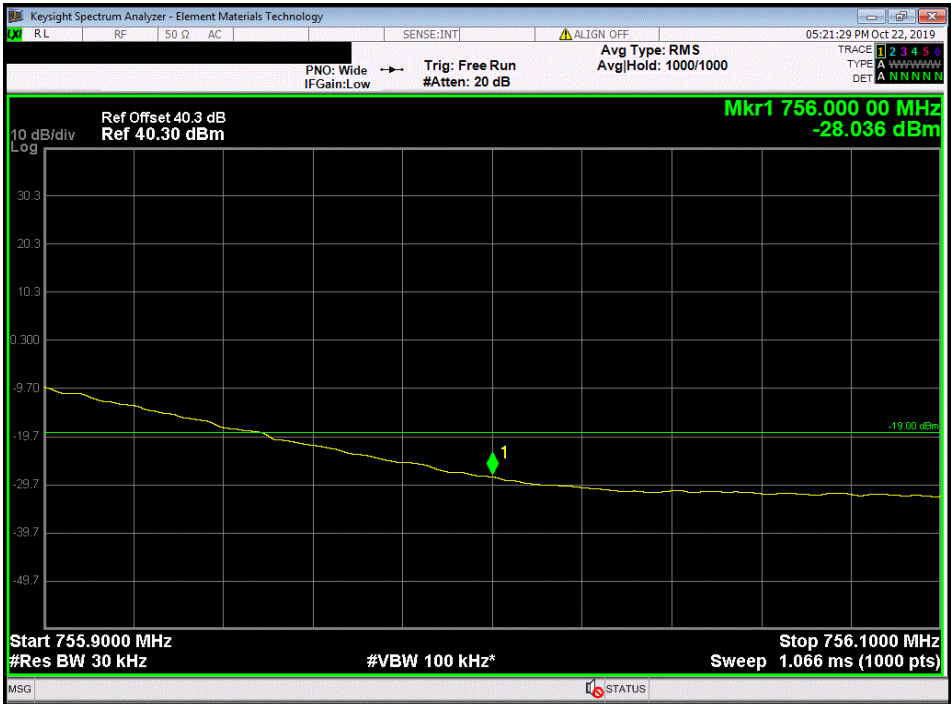 Keysight Spectrum Analyzer - Element Materials Technology
LXI RL RF 50 Ω AC SENSE:INT ALIGN OFF 05:21:29 PM Oct 22, 2019
PNO: Wide Trig: Free Run Avg Type: RMS TRACE 1 2 3 4 5 6
IFGain:Low #Atten: 20 dB Avg|Hold: 1000/1000 TYPE A WWWWW
DET A N N N N N
Mkr1 756.000 00 MHz
-28.036 dBm
Ref Offset 40.3 dB
10 dB/div Ref 40.30 dBm
Log
30.3
20.3
10.3
0.300
-9.70
-19.00 dBm
-19.7
1
-29.7
-39.7
-49.7
Start 755.9000 MHz Stop 756.1000 MHz
#Res BW 30 kHz #VBW 100 kHz* Sweep 1.066 ms (1000 pts)
MSG STATUS